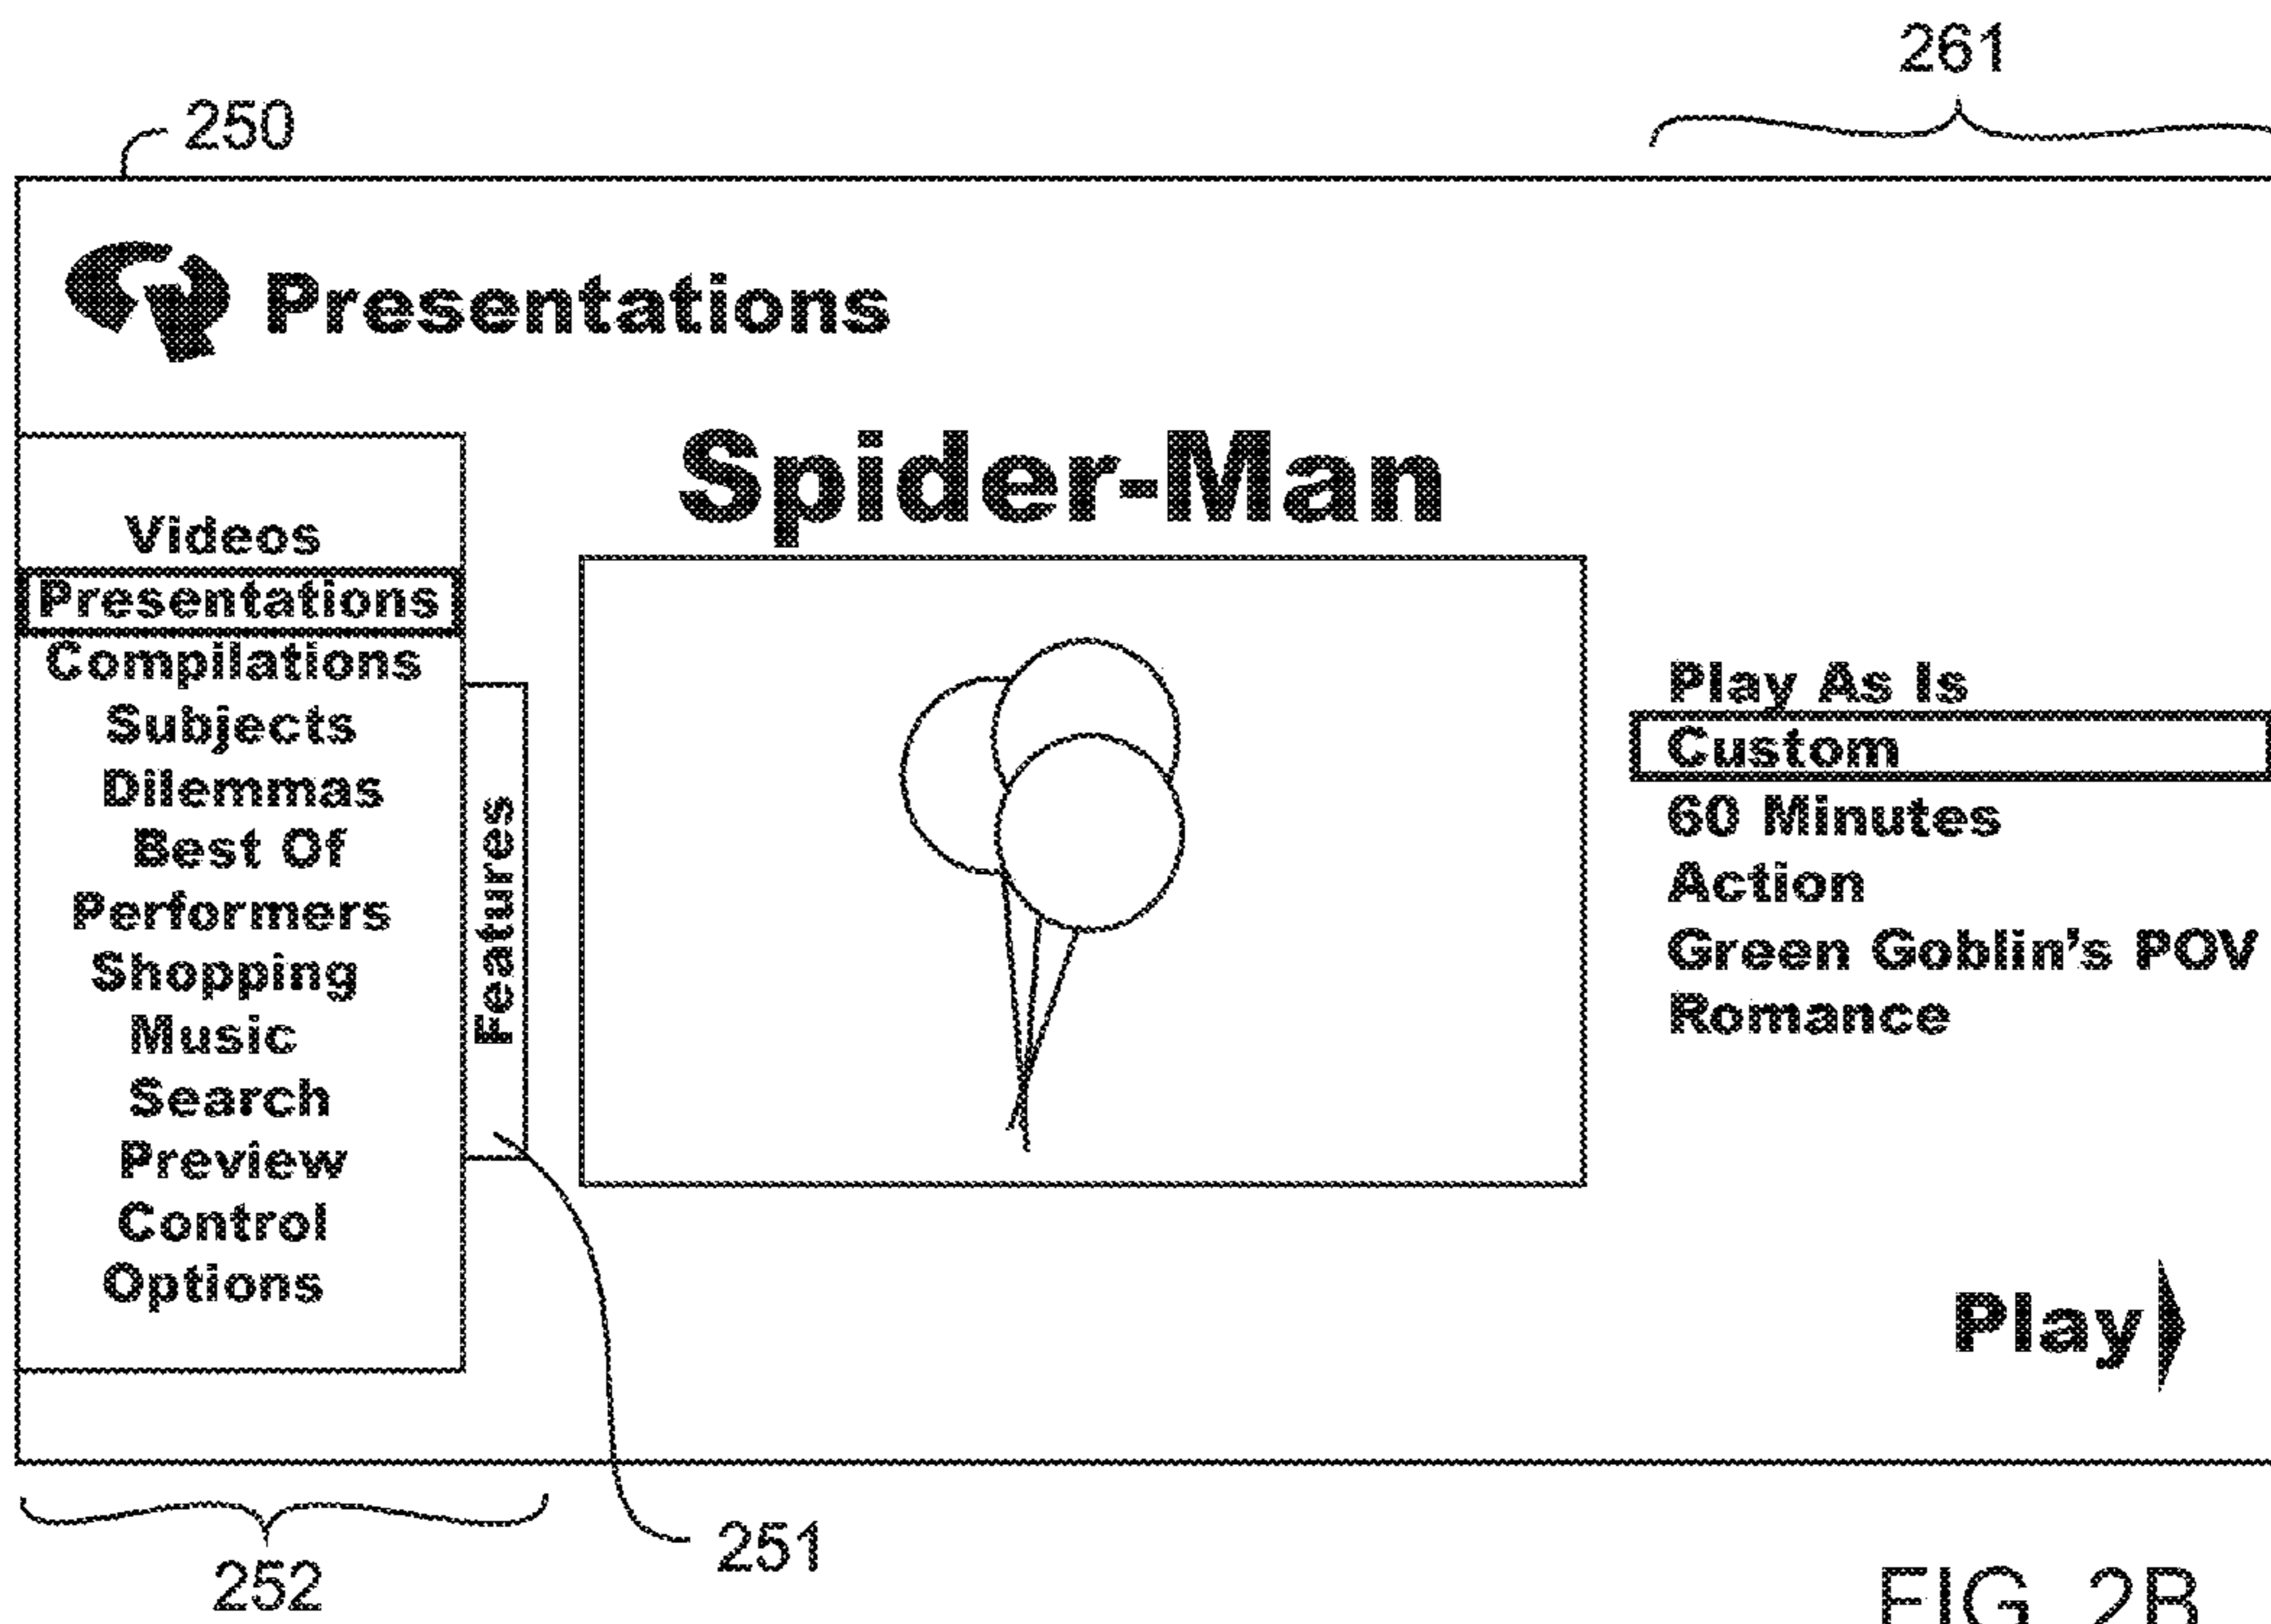 261
250
Presentations
Spider-Man
Videos
Presentations
Compilations
Subjects
Dilemmas
Best Of
Performers
Shopping
Music
Search
Preview
Control
Options
Features
Play As Is
Custom
60 Minutes
Action
Green Goblin's POV
Romance
Play
252
251
FIG. 2B